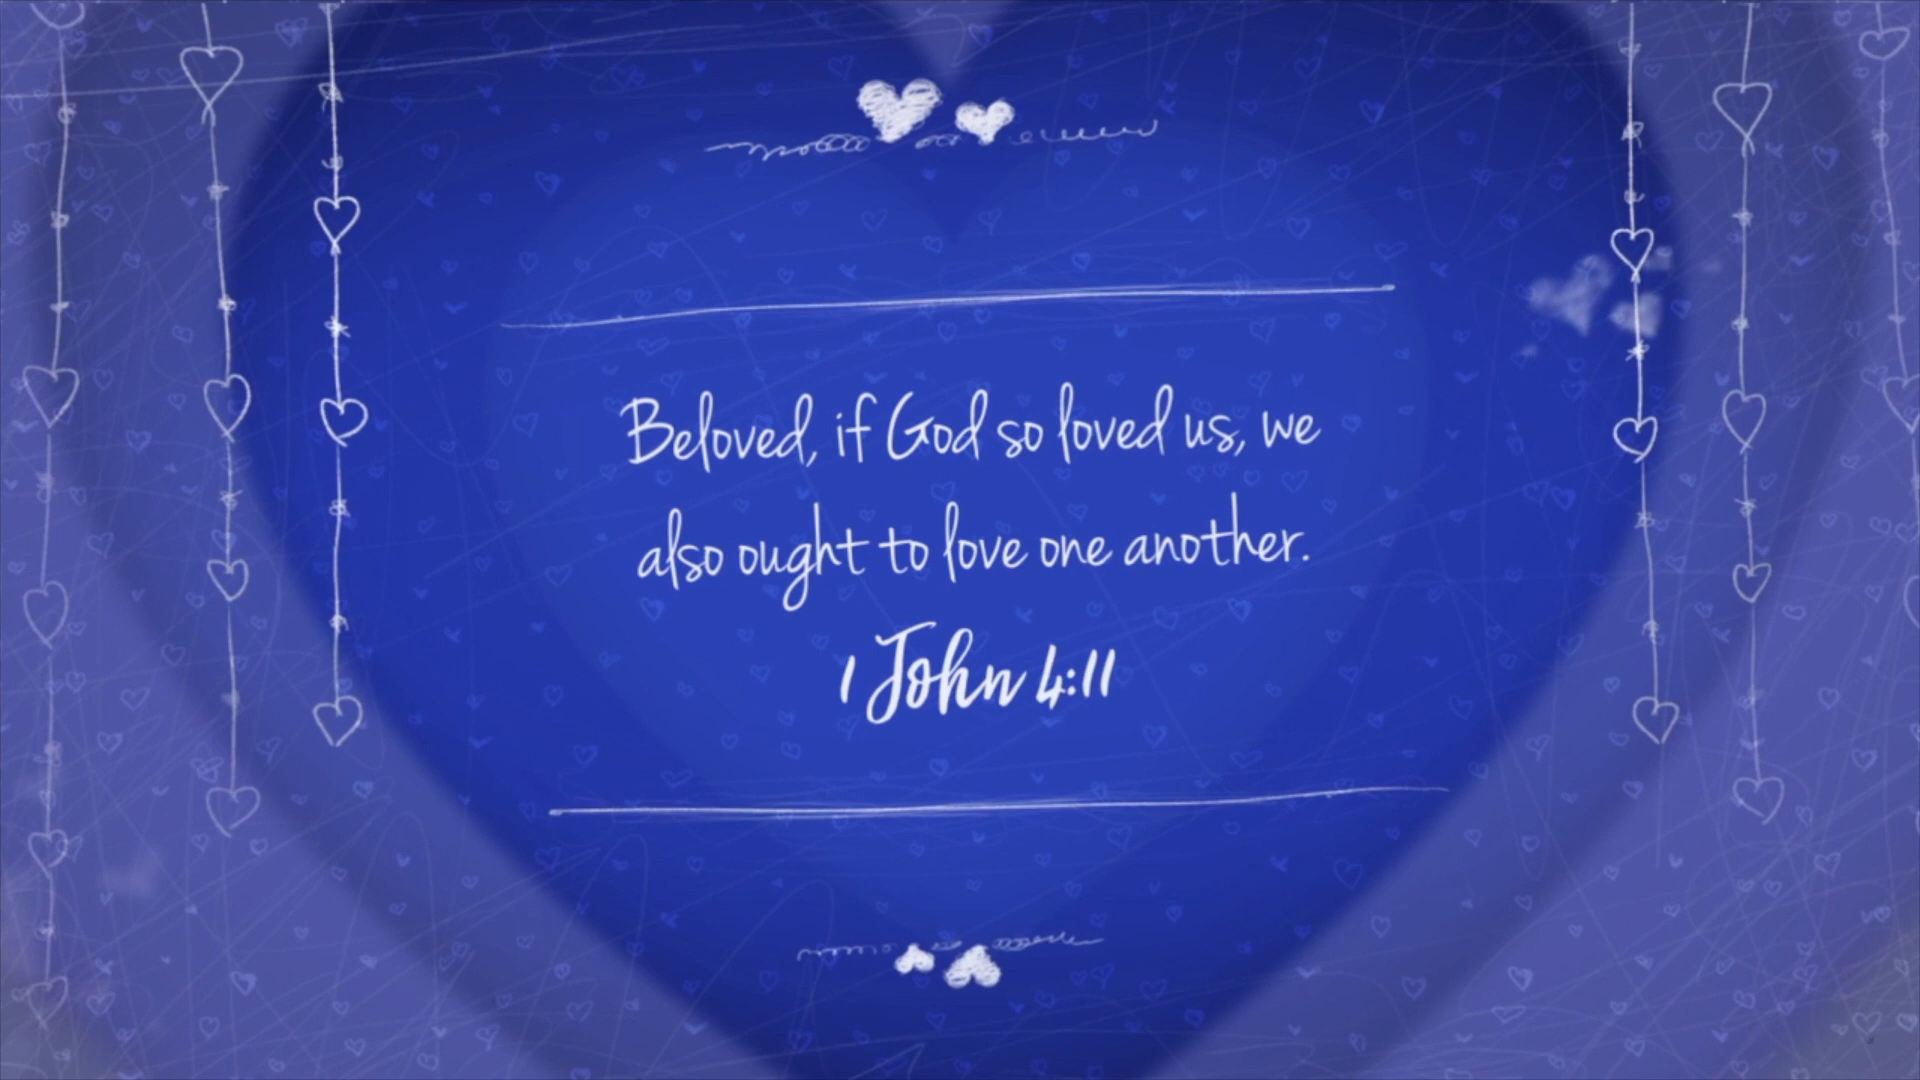 Beloved, if God so loved us, we
also ought to love one another.
1 John 4:11